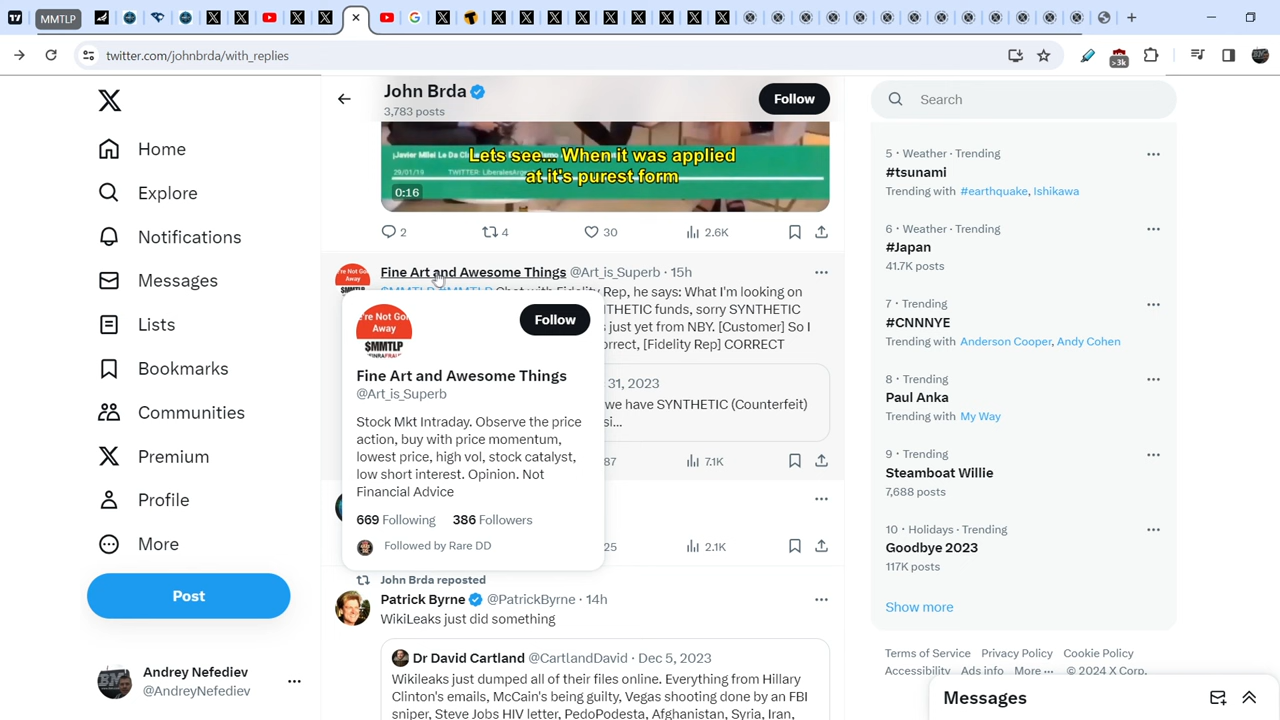 MMTLP
twitter.com/johnbrda/with_replies
>3k
John Brda
3,783 posts
Follow
Home
Explore
Notifications
Messages
Lists
Bookmarks
Communities
Premium
Profile
More
Post
Andrey Nefediev
@AndreyNefediev
Lets see... When it was applied
at it's purest form
TWITTER:
0:16
2
4
30
2.6K
Fine Art and Awesome Things @Art_is_Superb · 15h
Rep, he says: What I'm looking on
THETIC funds, sorry SYNTHETIC
just yet from NBY. [Customer] So I
orrect, [Fidelity Rep] CORRECT
31, 2023
we have SYNTHETIC (Counterfeit)
si...
87
7.1K
Away
$MMTLP
Follow
Fine Art and Awesome Things
@Art_is_Superb
Stock Mkt Intraday. Observe the price
action, buy with price momentum,
lowest price, high vol, stock catalyst,
low short interest. Opinion. Not
Financial Advice
669 Following 386 Followers
Followed by Rare DD
25
2.1K
John Brda reposted
Patrick Byrne @PatrickByrne · 14h
WikiLeaks just did something
Dr David Cartland @CartlandDavid · Dec 5, 2023
Wikileaks just dumped all of their files online. Everything from Hillary
Clinton's emails, McCain's being guilty, Vegas shooting done by an FBI
sniper, Steve Jobs HIV letter, PedoPodesta, Afghanistan, Syria, Iran,
Search
5 · Weather · Trending
#tsunami
Trending with #earthquake, Ishikawa
6 · Weather · Trending
#Japan
41.7K posts
7 · Trending
#CNNNYE
Trending with Anderson Cooper, Andy Cohen
8 · Trending
Paul Anka
Trending with My Way
9 · Trending
Steamboat Willie
7,688 posts
10 · Holidays · Trending
Goodbye 2023
117K posts
Show more
Terms of Service Privacy Policy Cookie Policy
Accessibility Ads info More ··· © 2024 X Corp.
Messages